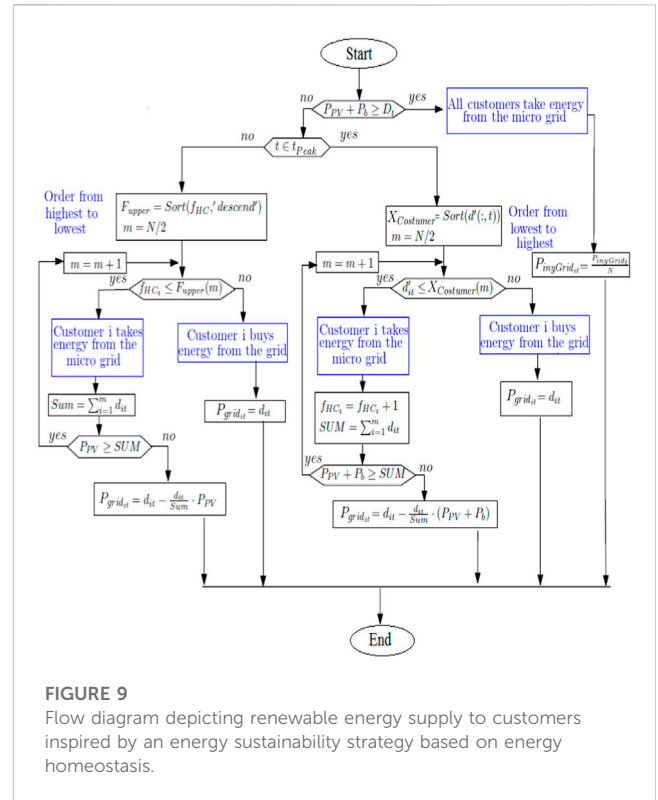 Start
no
yes
P_PV + P_b ≥ D_t
All customers take energy
from the micro grid
no
yes
t ∈ t_Peak
Order from
highest to
lowest
F_upper = Sort(f_HC,' descend')
m = N/2
X_Costumer = Sort(d'(:,t))
m = N/2
Order from
lowest to
highest
P_inyGrid_it = P_inyGrid_t / N
m = m + 1
yes
no
f_HC_i ≤ F_upper(m)
m = m + 1
yes
no
d'_it ≤ X_Costumer(m)
Customer i takes
energy from the
micro grid
Customer i buys
energy from the grid
Customer i takes
energy from the
micro grid
Customer i buys
energy from the grid
Sum = ∑_{i=1}^{m} d_it
P_grid_it = d_it
f_HC_i = f_HC_i + 1
SUM = ∑_{i=1}^{m} d_it
P_grid_it = d_it
yes
no
P_PV ≥ SUM
yes
no
P_PV + P_b ≥ SUM
P_grid_it = d_it − d_it/Sum · P_PV
P_grid_it = d_it − d_it/Sum · (P_PV + P_b)
End
FIGURE 9
Flow diagram depicting renewable energy supply to customers
inspired by an energy sustainability strategy based on energy
homeostasis.